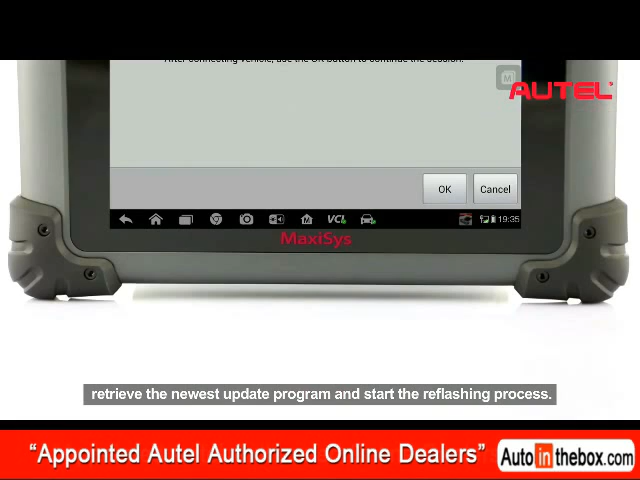 After connecting vehicle, use the OK button to continue the session.
M
AUTEL
OK
Cancel
VCI
19:35
MaxiSys
retrieve the newest update program and start the reflashing process.
“Appointed Autel Authorized Online Dealers”
Autointhebox.com